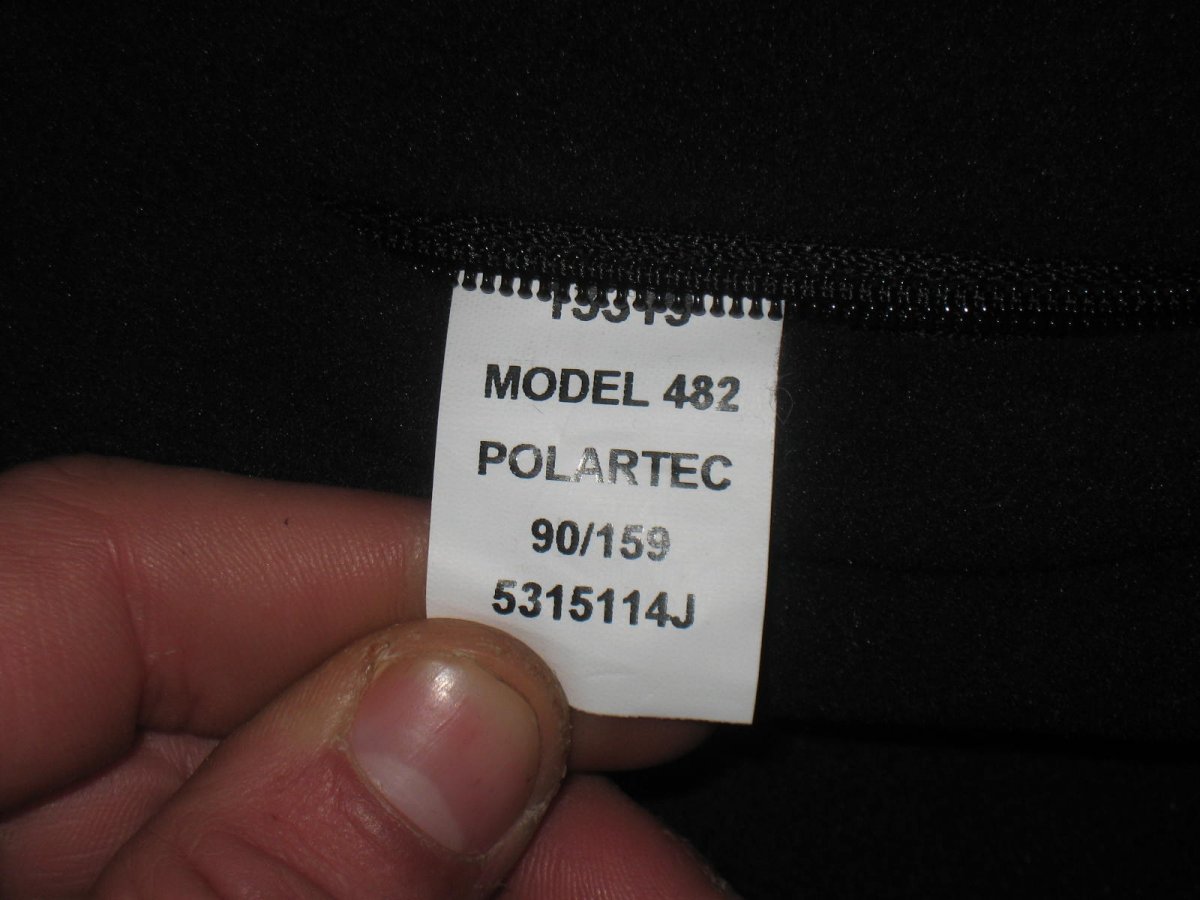 MODEL 482
POLARTEC
90/159
5315114J